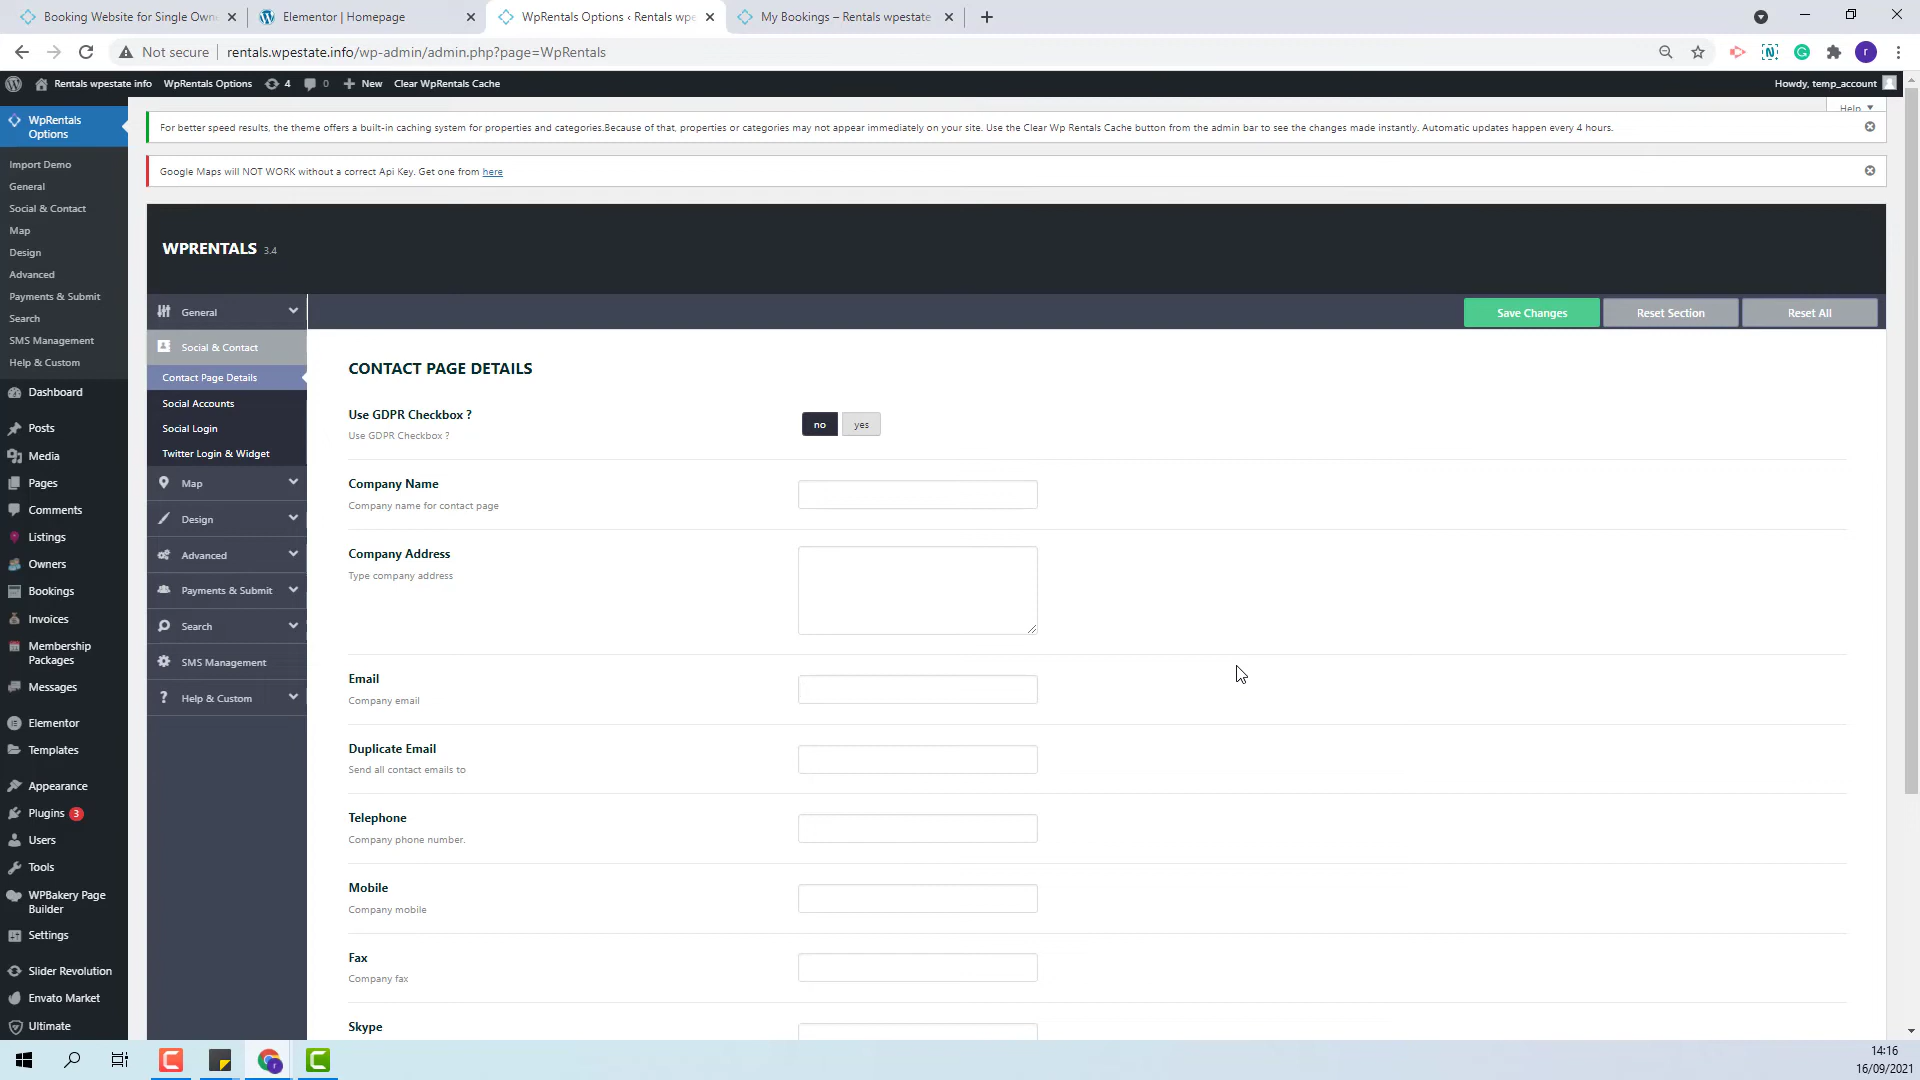 Booking Website for Single Own
Elementor | Homepage
WpRentals Options ‹ Rentals wpe
My Bookings – Rentals wpestate
Not secure
rentals.wpestate.info/wp-admin/admin.php?page=WpRentals
Rentals wpestate info
WpRentals Options
4
0
New
Clear WpRentals Cache
Howdy, temp_account
Help
WpRentals Options
For better speed results, the theme offers a built-in caching system for properties and categories.Because of that, properties or categories may not appear immediately on your site. Use the Clear Wp Rentals Cache button from the admin bar to see the changes made instantly. Automatic updates happen every 4 hours.
Google Maps will NOT WORK without a correct Api Key. Get one from here
Import Demo
General
Social & Contact
Map
Design
Advanced
Payments & Submit
Search
SMS Management
Help & Custom
Dashboard
Posts
Media
Pages
Comments
Listings
Owners
Bookings
Invoices
Membership Packages
Messages
Elementor
Templates
Appearance
Plugins 3
Users
Tools
WPBakery Page Builder
Settings
Slider Revolution
Envato Market
Ultimate
WPRENTALS 3.4
General
Social & Contact
Contact Page Details
Social Accounts
Social Login
Twitter Login & Widget
Map
Design
Advanced
Payments & Submit
Search
SMS Management
Help & Custom
Save Changes
Reset Section
Reset All
CONTACT PAGE DETAILS
Use GDPR Checkbox ?
Use GDPR Checkbox ?
no
yes
Company Name
Company name for contact page
Company Address
Type company address
Email
Company email
Duplicate Email
Send all contact emails to
Telephone
Company phone number.
Mobile
Company mobile
Fax
Company fax
Skype
14:16
16/09/2021